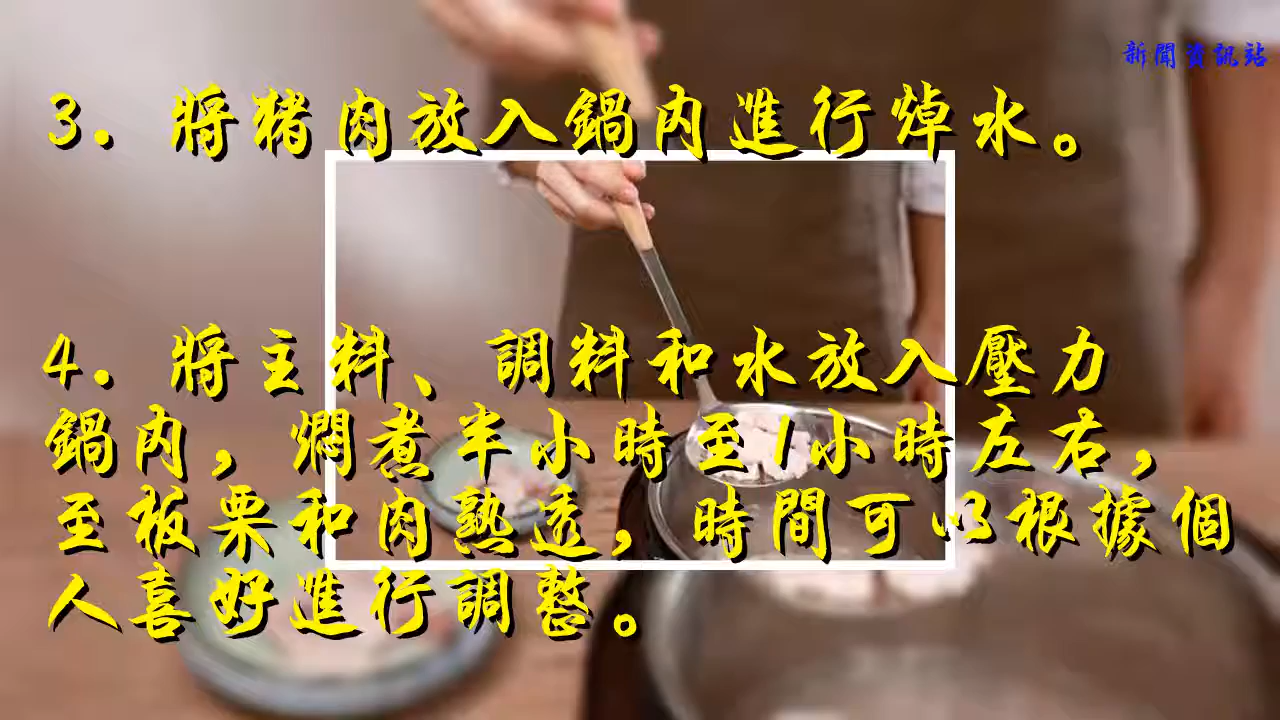 新聞資訊站
3. 將豬肉放入鍋內進行焯水。
4. 將主料、調料和水放入壓力
鍋內，燜煮半小時至1小時左右，
至板栗和肉熟透，時間可以根據個
人喜好進行調整。